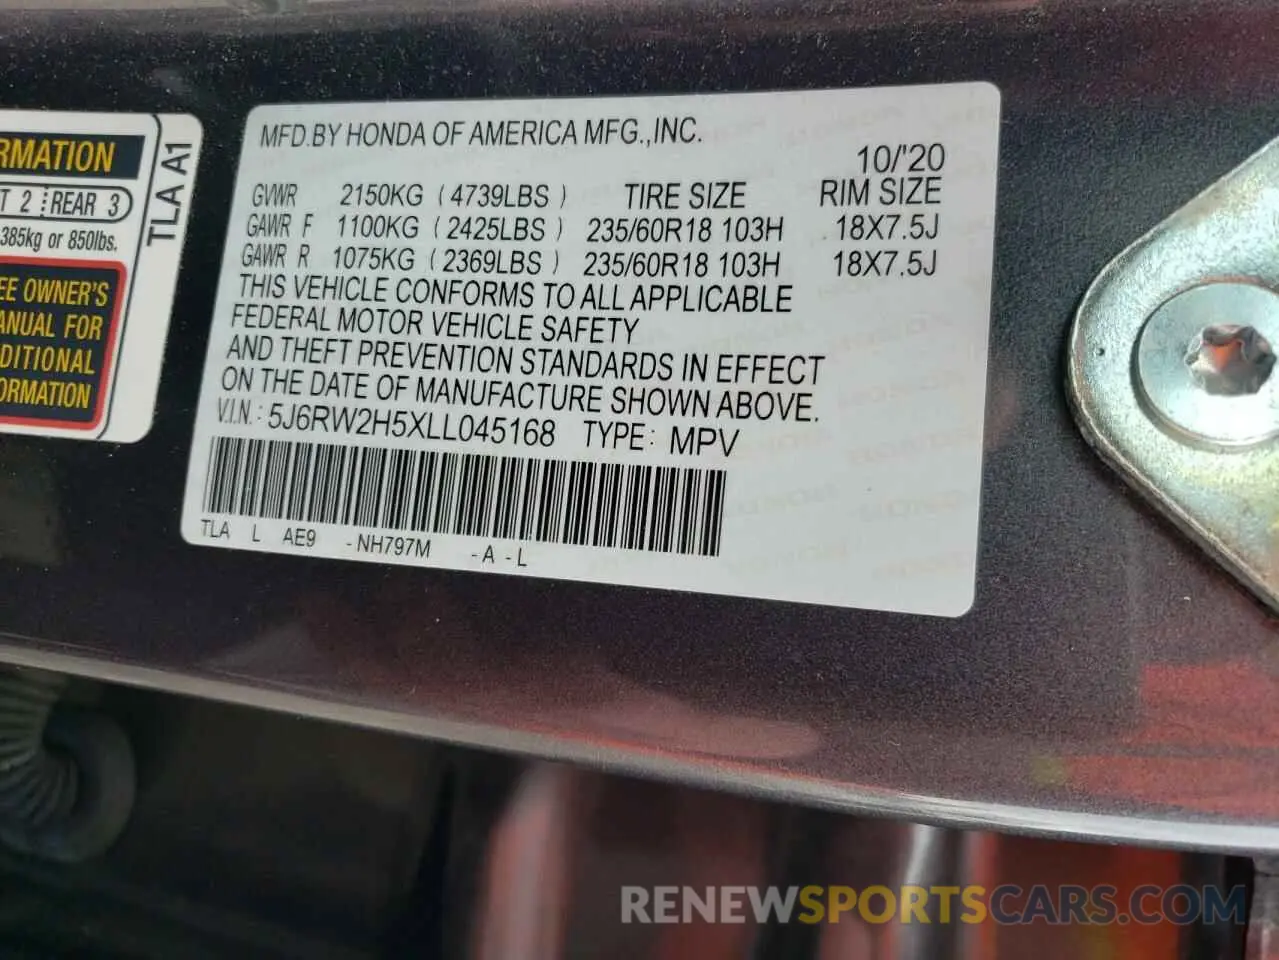 RMATION
T 2 REAR 3
385kg or 850lbs.
EE OWNER'S
ANUAL FOR
DITIONAL
ORMATION
TLA A1
MFD.BY HONDA OF AMERICA MFG.,INC.
10/'20
GVWR 2150KG ( 4739LBS ) TIRE SIZE RIM SIZE
GAWR F 1100KG ( 2425LBS ) 235/60R18 103H 18X7.5J
GAWR R 1075KG ( 2369LBS ) 235/60R18 103H 18X7.5J
THIS VEHICLE CONFORMS TO ALL APPLICABLE
FEDERAL MOTOR VEHICLE SAFETY
AND THEFT PREVENTION STANDARDS IN EFFECT
ON THE DATE OF MANUFACTURE SHOWN ABOVE.
V.I.N.: 5J6RW2H5XLL045168 TYPE: MPV
TLA L AE9 -NH797M -A -L
RENEWSPORTSCARS.COM